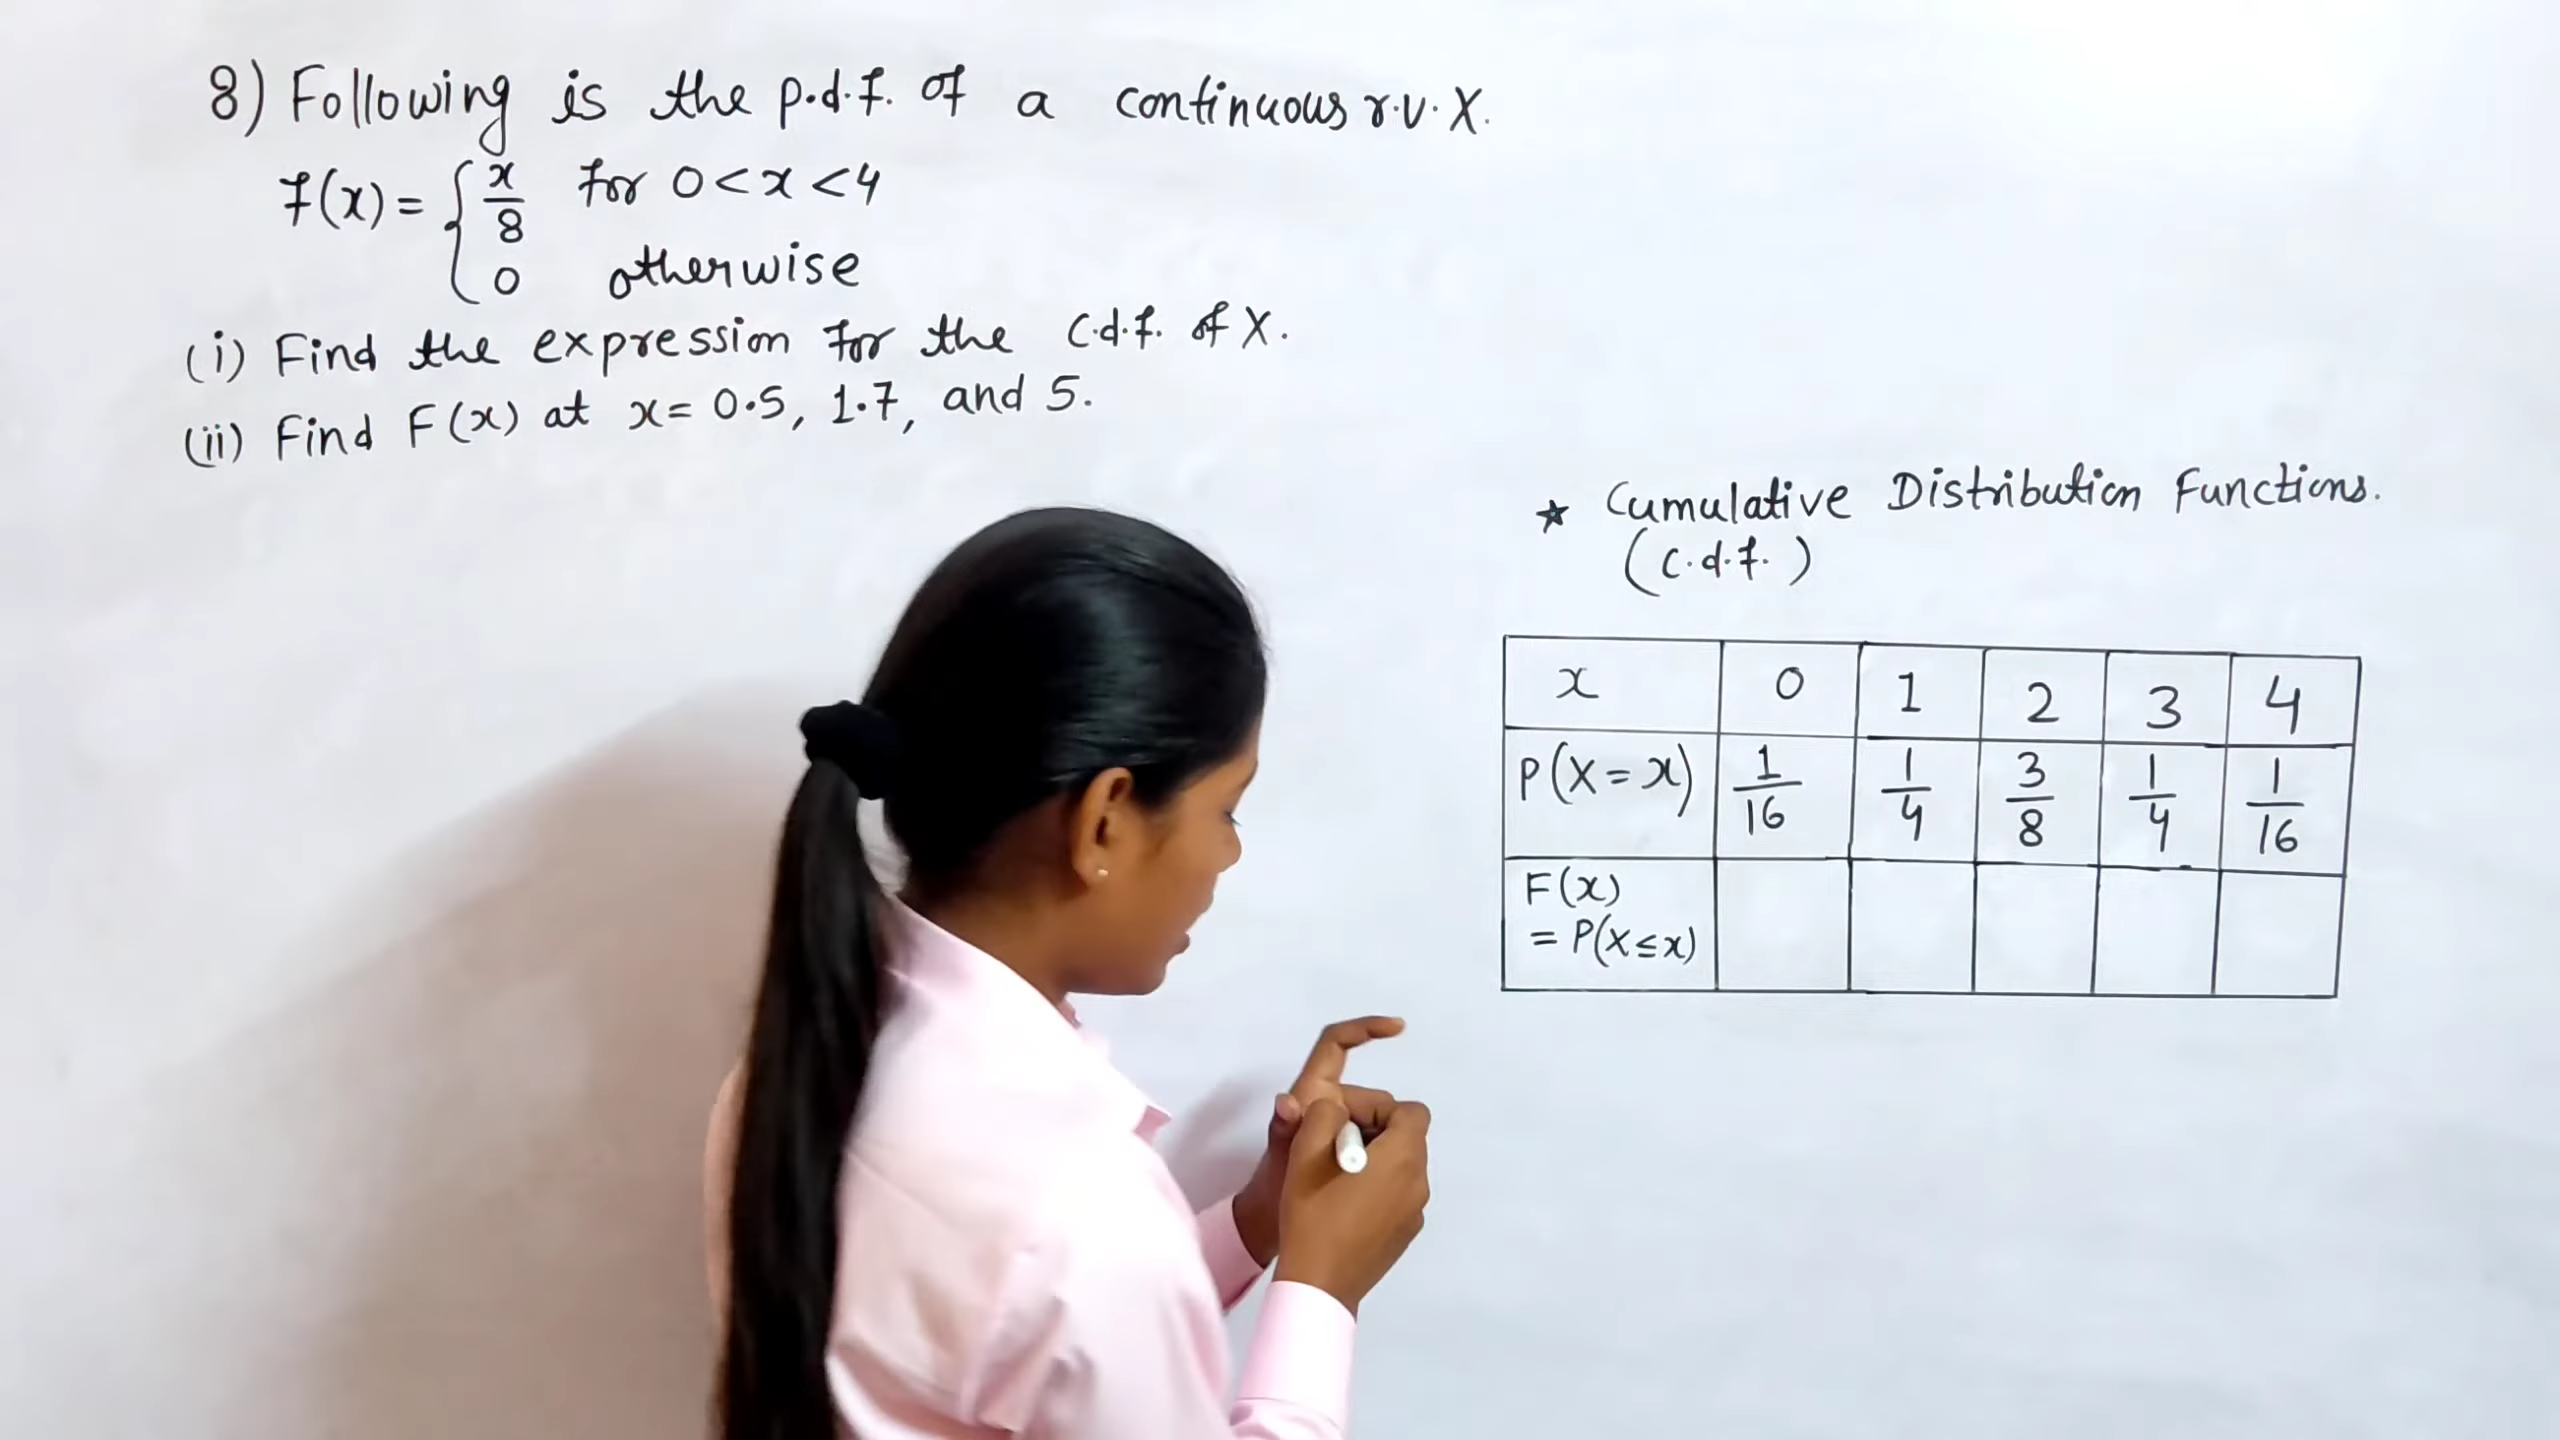 8) Following is the p.d.f. of a continuous r.v. X.
f(x) = { x/8 for 0 < x < 4
0 otherwise
(i) Find the expression for the c.d.f. of X.
(ii) Find F(x) at x = 0.5, 1.7, and 5.
★ Cumulative Distribution Functions.
(c.d.f.)
x 0 1 2 3 4
P(X = x) 1/16 1/4 3/8 1/4 1/16
F(x)
= P(X ≤ x)